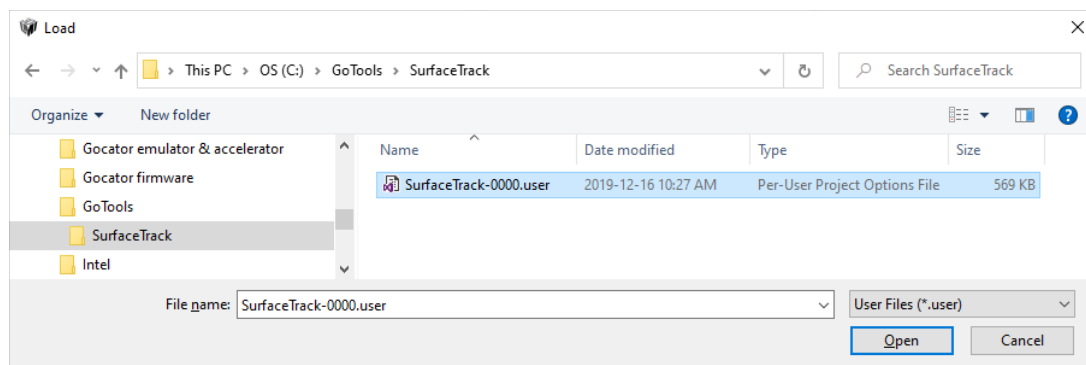 Load
This PC > OS (C:) > GoTools > SurfaceTrack
Search SurfaceTrack
Organize
New folder
Gocator emulator & accelerator
Gocator firmware
GoTools
SurfaceTrack
Intel
Name Date modified Type Size
SurfaceTrack-0000.user 2019-12-16 10:27 AM Per-User Project Options File 569 KB
File name: SurfaceTrack-0000.user
User Files (*.user)
Open Cancel